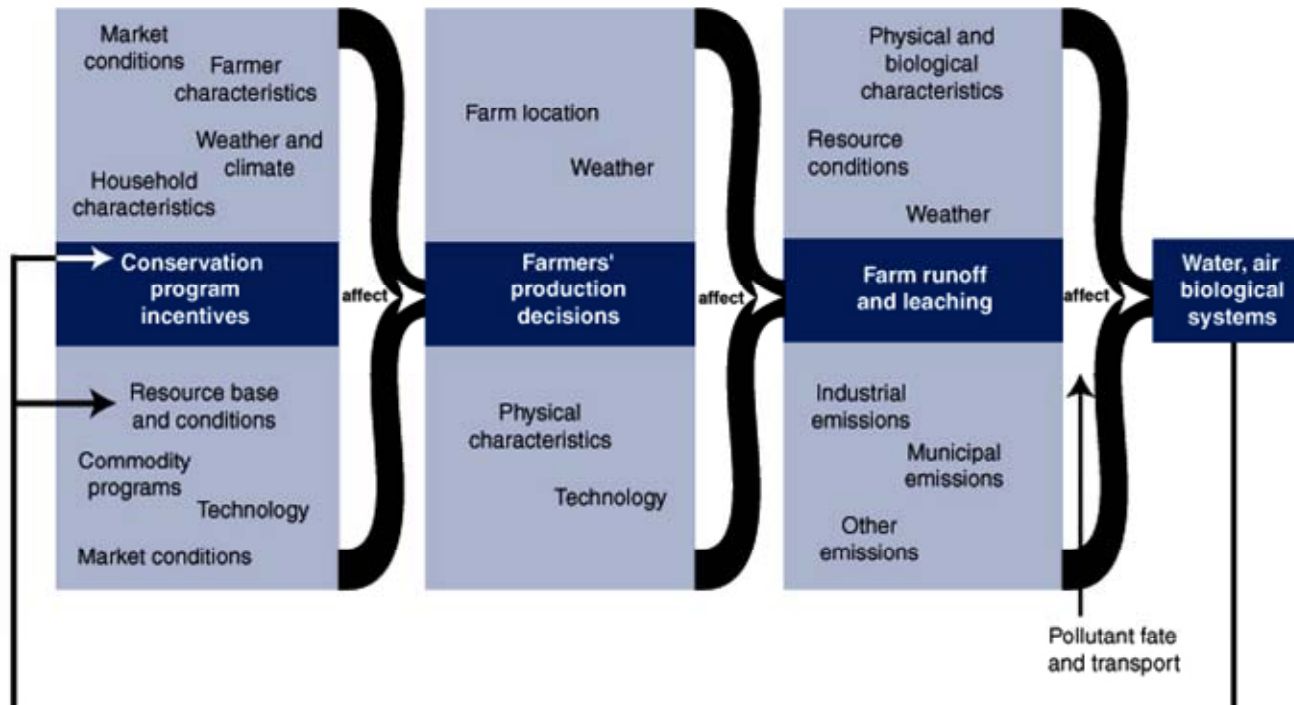 Market
conditions
Farmer
characteristics
Weather and
climate
Household
characteristics
Conservation
program
incentives
Resource base
and conditions
Commodity
programs
Technology
Market conditions
affect
Farm location
Weather
Farmers'
production
decisions
Physical
characteristics
Technology
affect
Physical and
biological
characteristics
Resource
conditions
Weather
Farm runoff
and leaching
Industrial
emissions
Municipal
emissions
Other
emissions
affect
Pollutant fate
and transport
Water, air
biological
systems